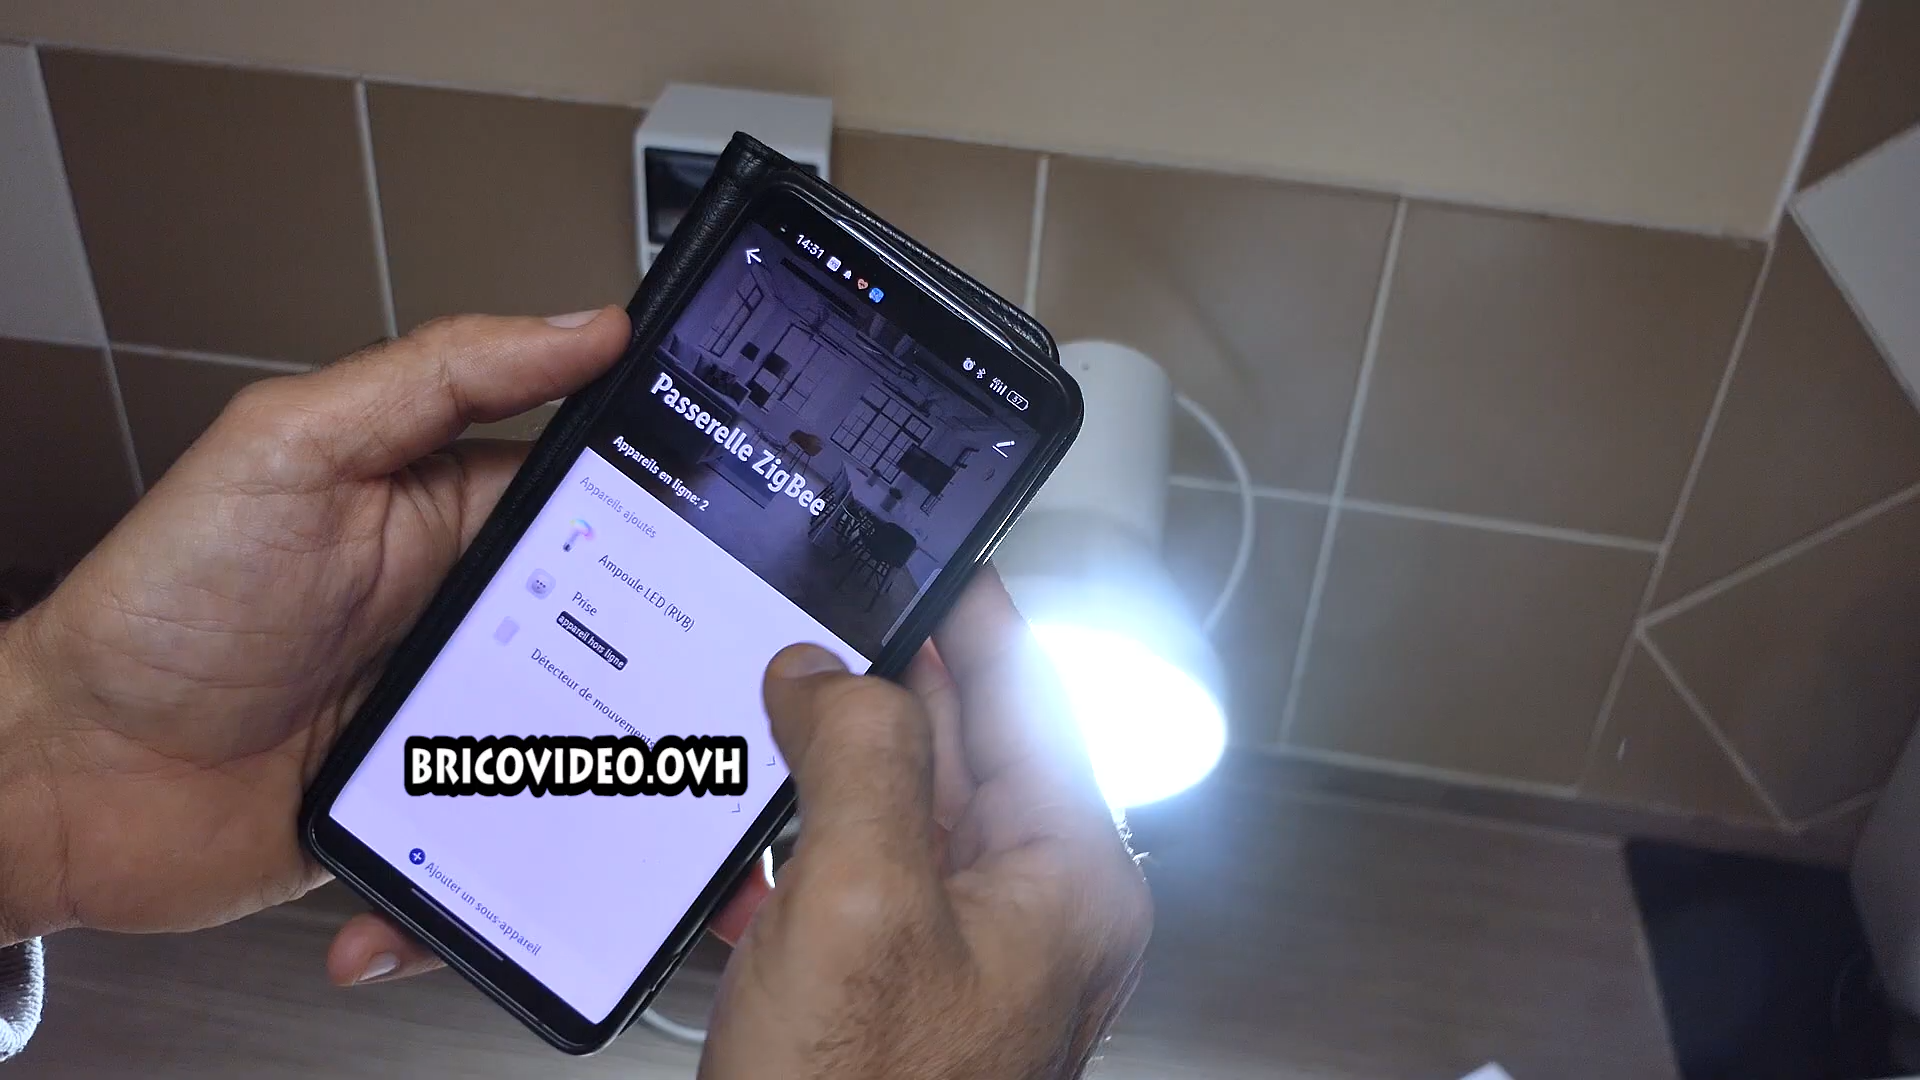 14:31
57
Passerelle ZigBee
Appareils en ligne: 2
Appareils ajoutés
Ampoule LED (RVB)
Prise
appareil hors ligne
Détecteur de mouvements
BRICOVIDEO.OVH
Ajouter un sous-appareil